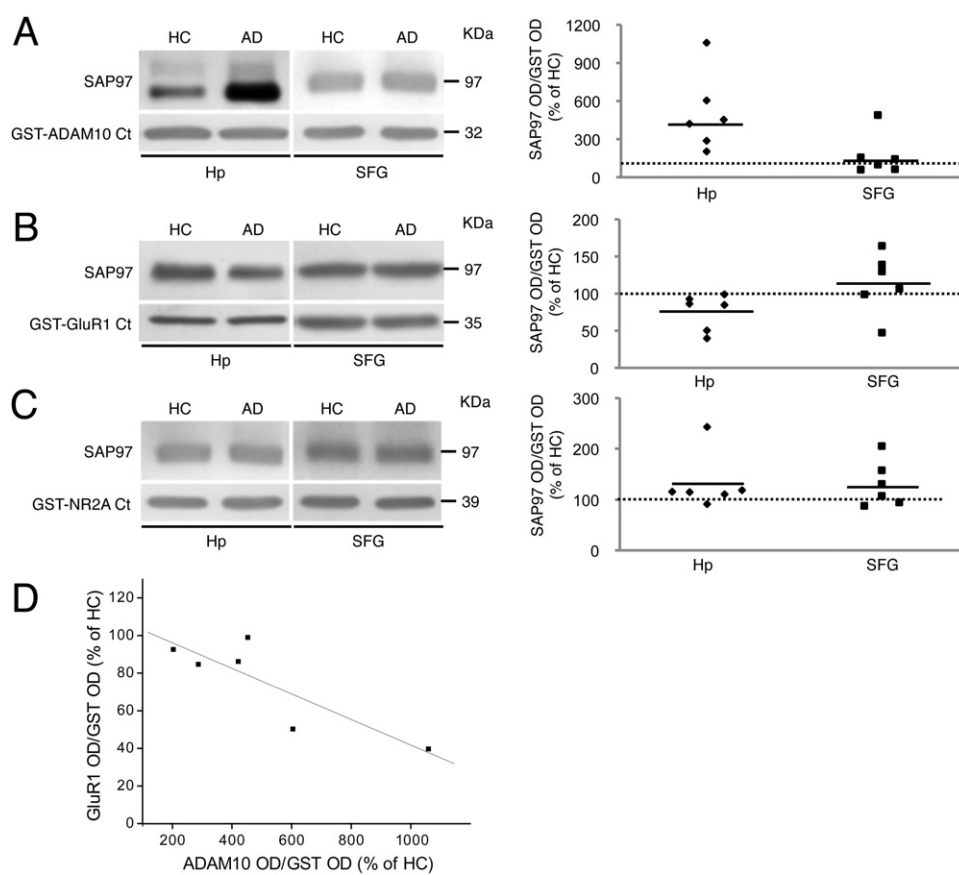 A
HC AD HC AD KDa
SAP97 97
GST-ADAM10 Ct 32
Hp SFG
SAP97 OD/GST OD
(% of HC)
1200
900
600
300
0
Hp SFG
B
HC AD HC AD KDa
SAP97 97
GST-GluR1 Ct 35
Hp SFG
SAP97 OD/GST OD
(% of HC)
200
150
100
50
0
Hp SFG
C
HC AD HC AD KDa
SAP97 97
GST-NR2A Ct 39
Hp SFG
SAP97 OD/GST OD
(% of HC)
300
200
100
0
Hp SFG
D
GluR1 OD/GST OD (% of HC)
120
100
80
60
40
20
0
200 400 600 800 1000
ADAM10 OD/GST OD (% of HC)